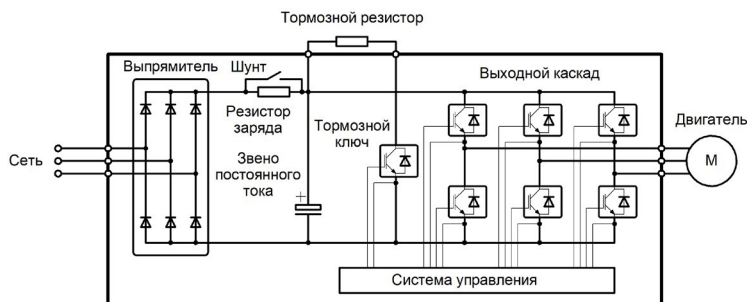 Тормозной резистор
Выпрямитель
Шунт
Выходной каскад
Резистор
заряда
Тормозной
ключ
Двигатель
Сеть
Звено
постоянного
тока
+
М
Система управления